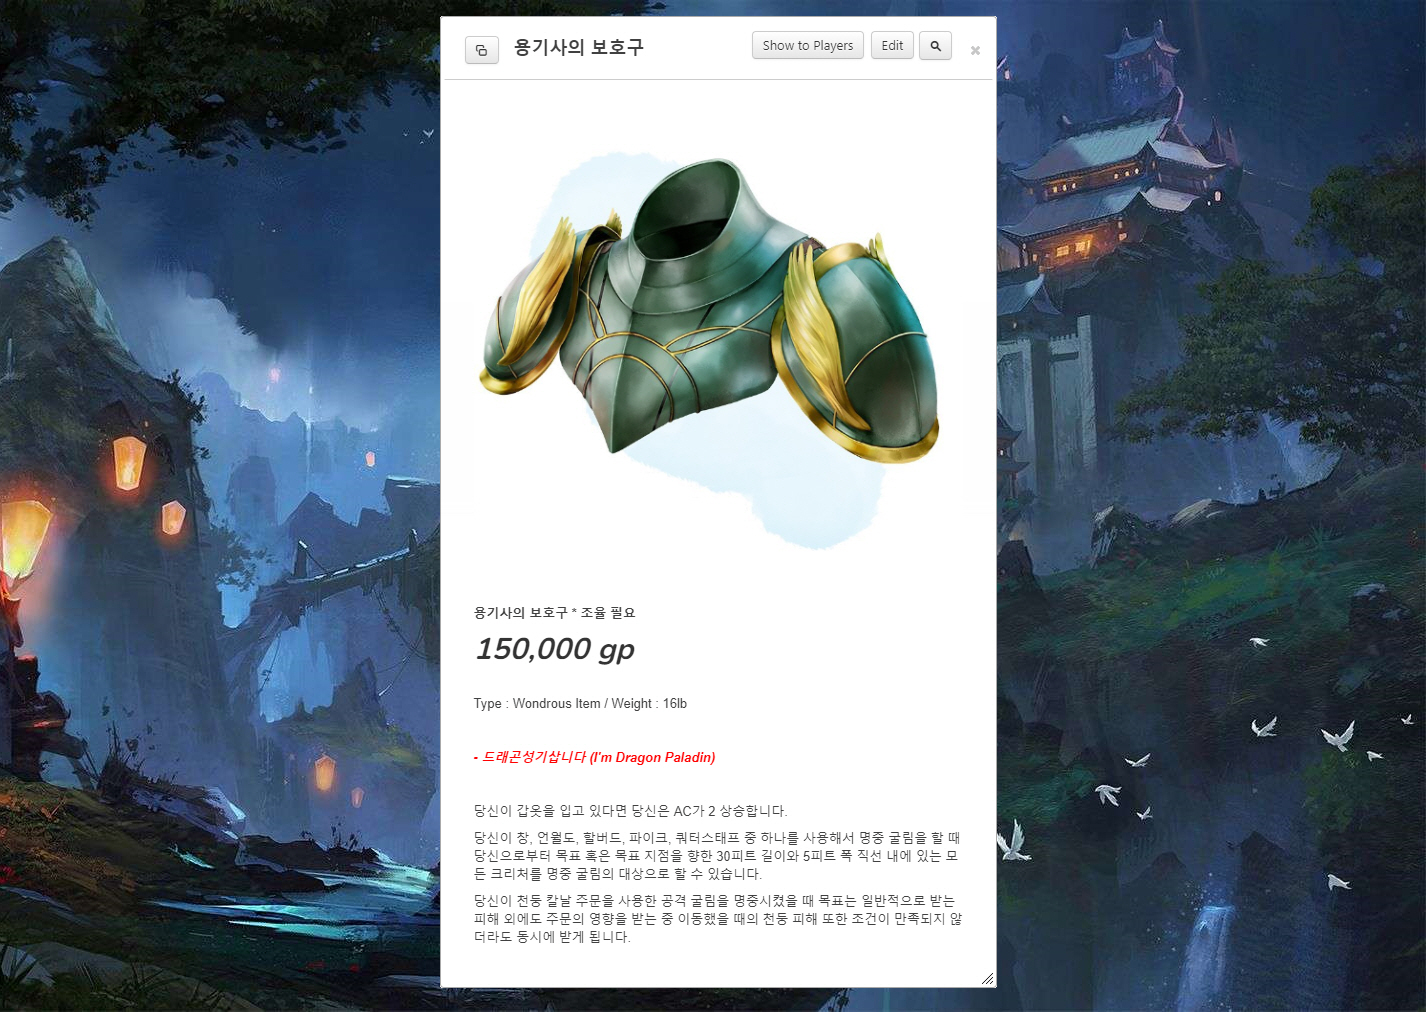 용기사의 보호구
Show to Players
Edit
용기사의 보호구 * 조율 필요
150,000 gp
Type : Wondrous Item / Weight : 16lb
- 드래곤성기삽니다 (I'm Dragon Paladin)
당신이 갑옷을 입고 있다면 당신은 AC가 2 상승합니다.
당신이 창, 언월도, 할버드, 파이크, 쿼터스태프 중 하나를 사용해서 명중 굴림을 할 때
당신으로부터 목표 혹은 목표 지점을 향한 30피트 길이와 5피트 폭 직선 내에 있는 모
든 크리처를 명중 굴림의 대상으로 할 수 있습니다.
당신이 천둥 칼날 주문을 사용한 공격 굴림을 명중시켰을 때 목표는 일반적으로 받는
피해 외에도 주문의 영향을 받는 중 이동했을 때의 천둥 피해 또한 조건이 만족되지 않
더라도 동시에 받게 됩니다.